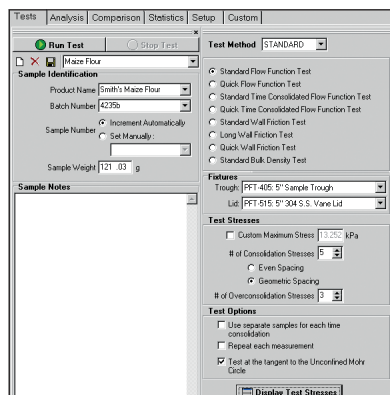 Tests Analysis Comparison Statistics Setup Custom
Run Test Stop Test
Maize Flour
Sample Identification
Product Name Smith's Maize Flour
Batch Number 4235b
Sample Number Increment Automatically
Set Manually:
Sample Weight 121 .03 g
Sample Notes
Test Method STANDARD
Standard Flow Function Test
Quick Flow Function Test
Standard Time Consolidated Flow Function Test
Quick Time Consolidated Flow Function Test
Standard Wall Friction Test
Long Wall Friction Test
Quick Wall Friction Test
Standard Bulk Density Test
Fixtures
Trough: PFT-405: 5" Sample Trough
Lid: PFT-515: 5" 304 S.S. Vane Lid
Test Stresses
Custom Maximum Stress 13.252 kPa
# of Consolidation Stresses 5
Even Spacing
Geometric Spacing
# of Overconsolidation Stresses 3
Test Options
Use separate samples for each time
consolidation
Repeat each measurement
Test at the tangent to the Unconfined Mohr
Circle
Display Test Stresses